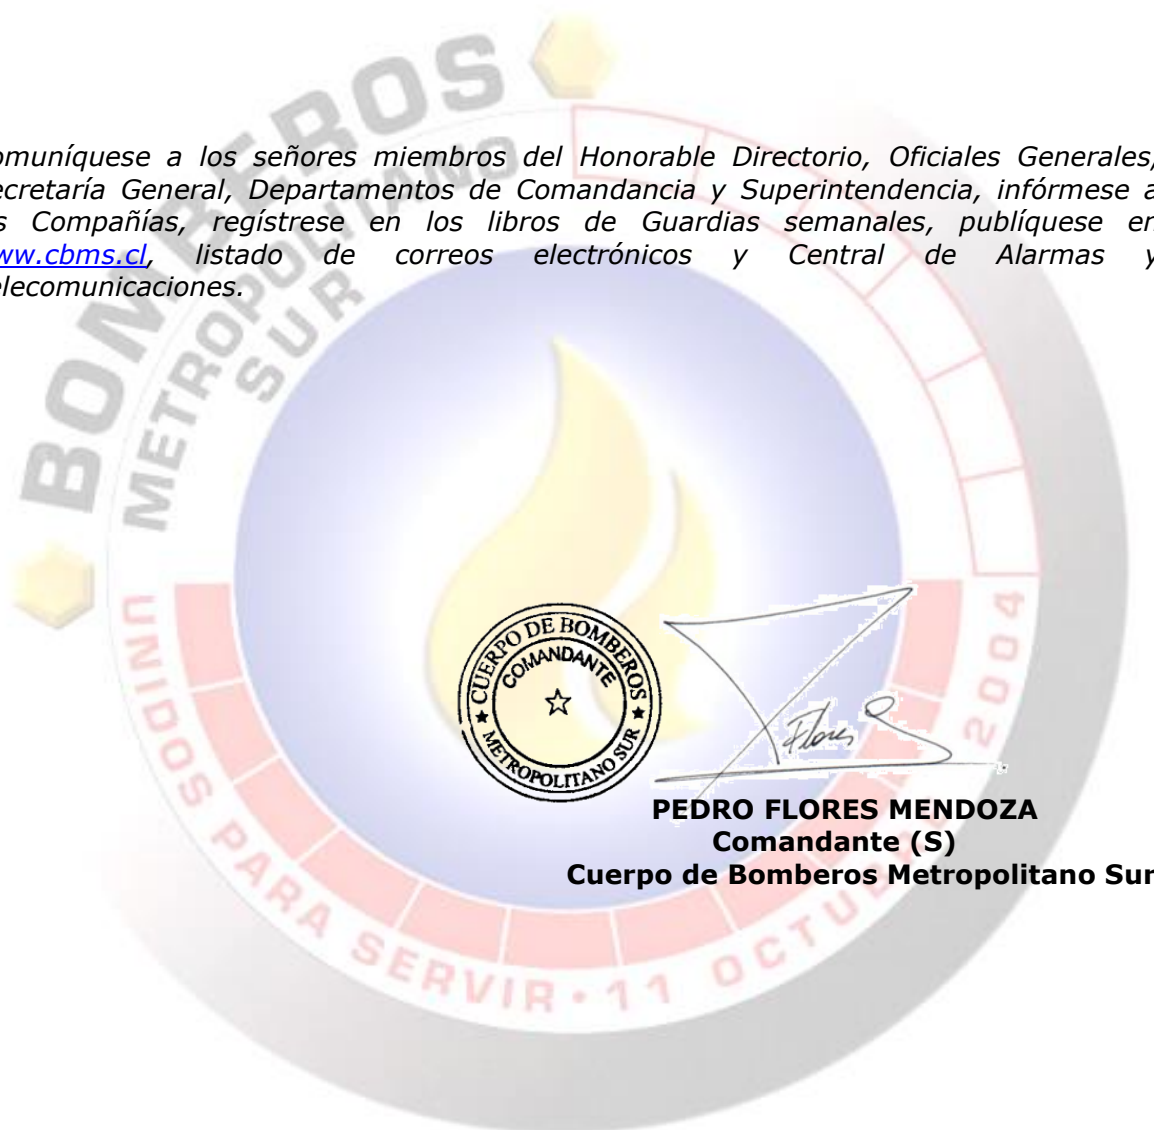 BOMBEROS
METROPOLITANO
SUR
omuníquese a los señores miembros del Honorable Directorio, Oficiales Generales,
ecretaría General, Departamentos de Comandancia y Superintendencia, infórmese a
s Compañías, regístrese en los libros de Guardias semanales, publíquese en
ww.cbms.cl, listado de correos electrónicos y Central de Alarmas y
elecomunicaciones.
CUERPO DE BOMBEROS
COMANDANTE
METROPOLITANO SUR
Flores
PEDRO FLORES MENDOZA
Comandante (S)
Cuerpo de Bomberos Metropolitano Sur
UNIDOS PARA SERVIR · 11 OCTUBRE 2004